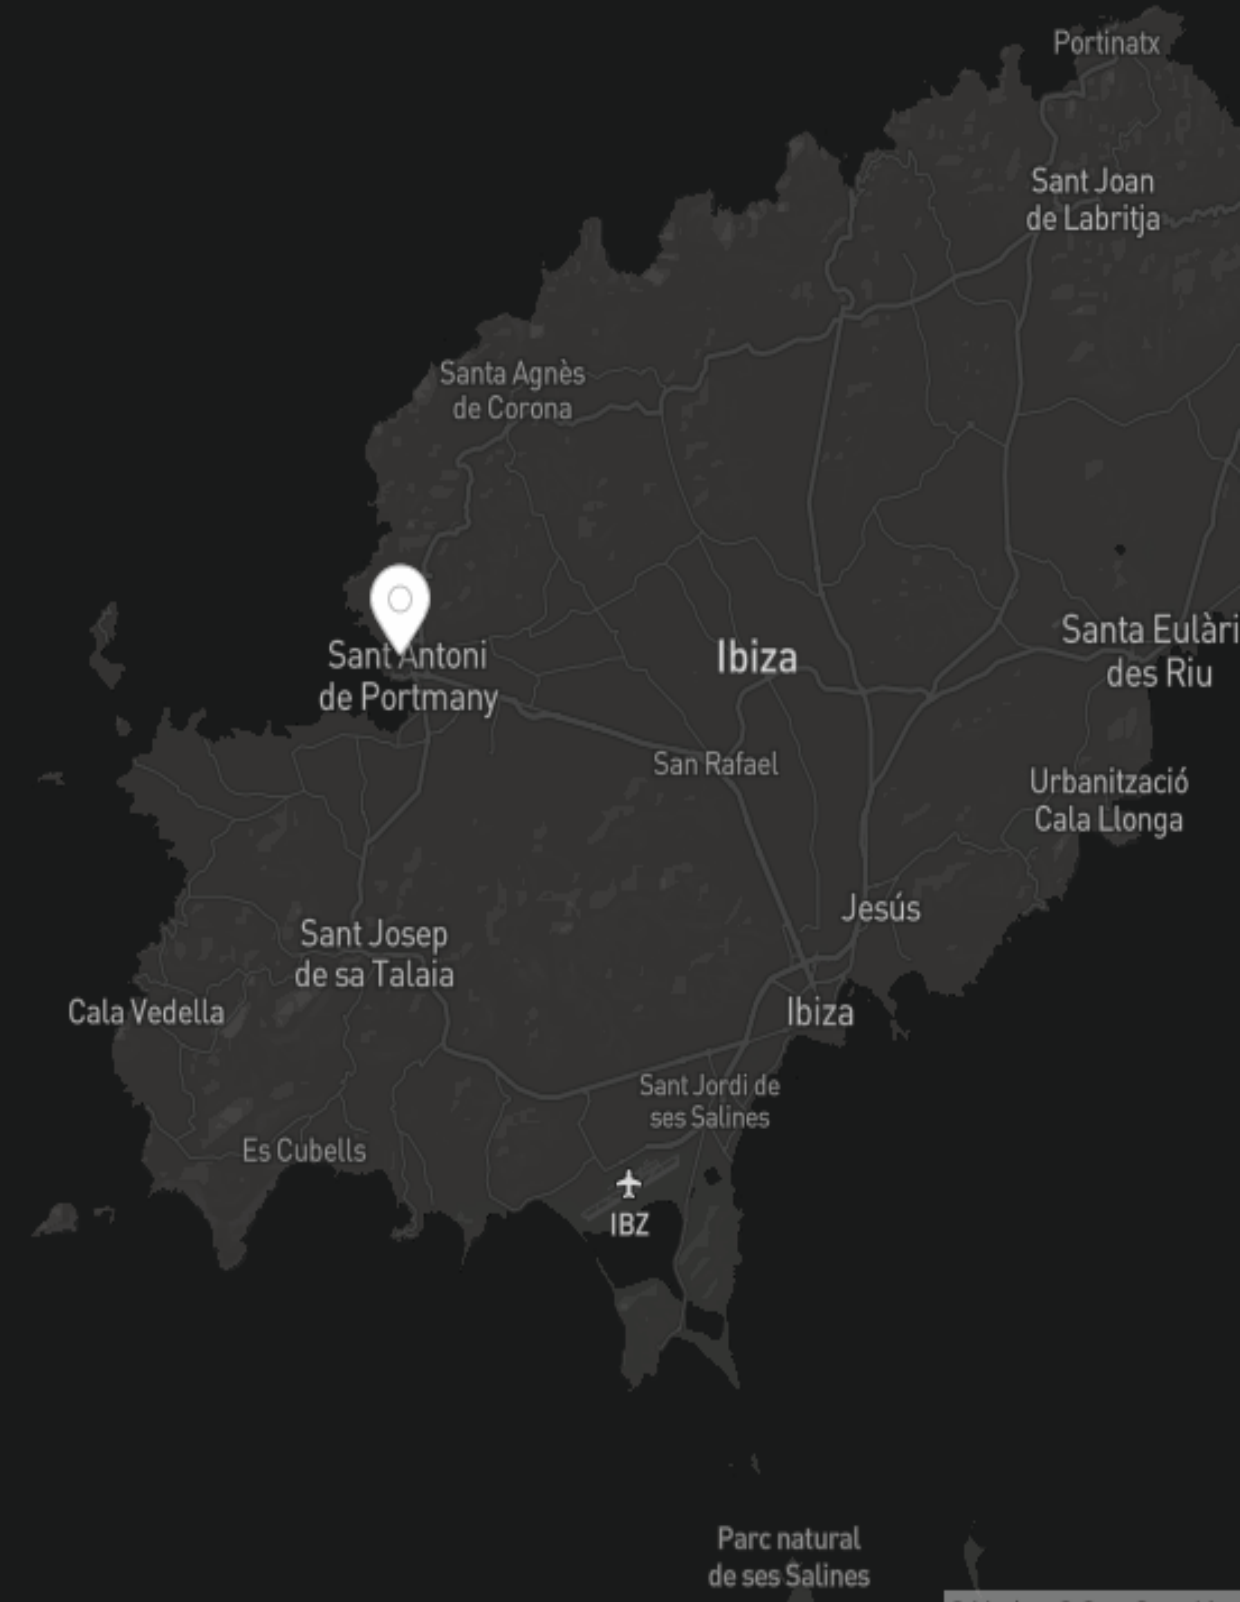 Portinatx
Sant Joan
de Labritja
Santa Agnès
de Corona
Sant Antoni
de Portmany
Ibiza
Santa Eulàri
des Riu
San Rafael
Urbanització
Cala Llonga
Jesús
Sant Josep
de sa Talaia
Cala Vedella
Ibiza
Sant Jordi de
ses Salines
Es Cubells
IBZ
Parc natural
de ses Salines